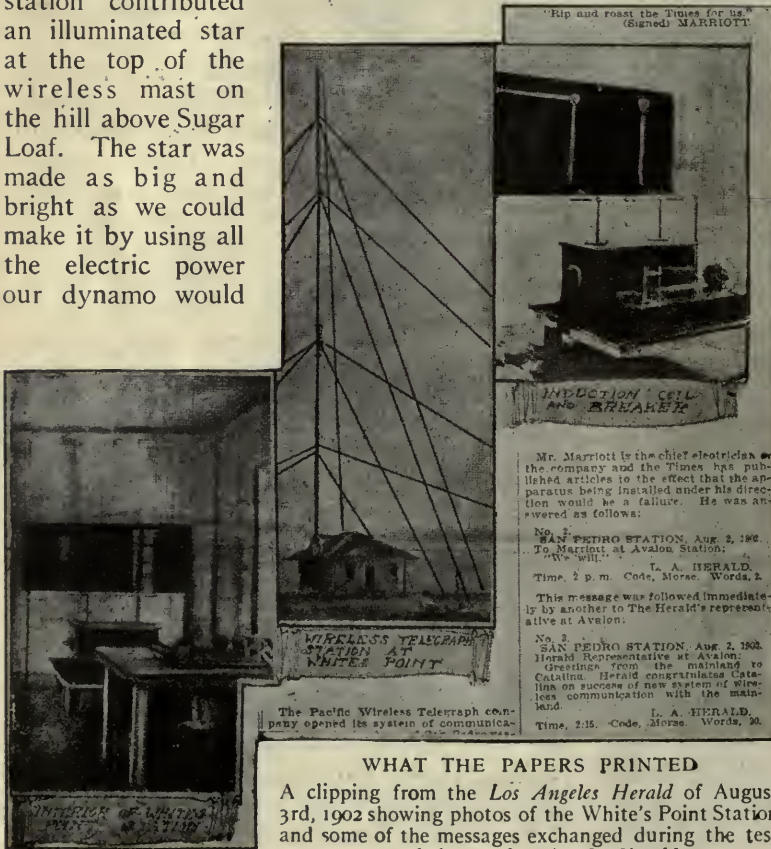 station contributed
an illuminated star
at the top of the
wireless mast on
the hill above Sugar
Loaf. The star was
made as big and
bright as we could
make it by using all
the electric power
our dynamo would
"Rip and roast the Times for us."
(Signed) MARRIOTT
INDUCTION COIL
AND BREAKER
Mr. Marriott is the chief electrician
the company and the Times has pub-
lished articles to the effect that the ap-
paratus being installed under his direc-
tion would be a failure. He was an-
swered as follows:
No. 2.
SAN PEDRO STATION, Aug. 2, 1902.
To Marriott at Avalon Station:
"We will."
L. A. HERALD.
Time, 2 p. m. Code, Morse. Words, 2.
This message was followed immediate-
ly by another to The Herald's represent-
ative at Avalon:
No. 3.
SAN PEDRO STATION, Aug. 2, 1902.
Herald Representative at Avalon:
Greetings from the mainland to
Catalina. Herald congratulates Cata-
lina on success of new system of wire-
less communication with the main-
land.
L. A. HERALD.
Time, 2:15. Code, Morse. Words, 20.
WIRELESS TELEGRAPH
STATION AT
WHITES POINT
The Pacific Wireless Telegraph com-
pany opened its system of communica-
INTERIOR OF WHITES
POINT STATION
WHAT THE PAPERS PRINTED
A clipping from the Los Angeles Herald of August
3rd, 1902 showing photos of the White's Point Station
and some of the messages exchanged during the test